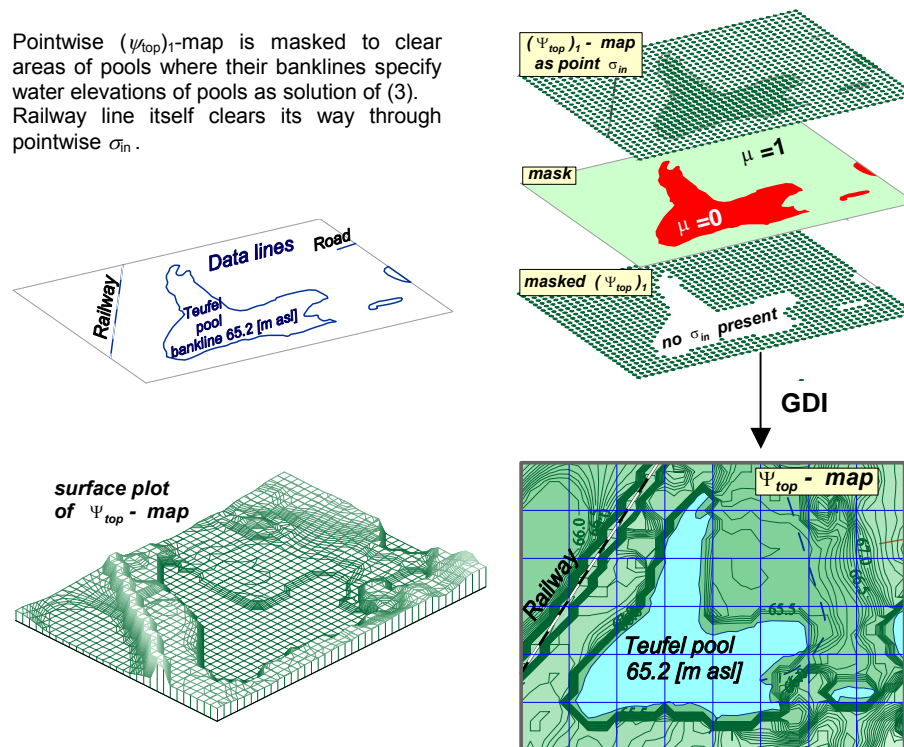 Pointwise (ψtop)1-map is masked to clear
areas of pools where their banklines specify
water elevations of pools as solution of (3).
Railway line itself clears its way through
pointwise σin .
(Ψtop)1 - map
as point σin
mask
μ =1
μ =0
masked (Ψtop)1
no σin present
GDI
Data lines
Road
Railway
Teufel
pool
bankline 65.2 [m asl]
surface plot
of Ψtop - map
Ψtop - map
66.0
67.0
65.5
Railway
Teufel pool
65.2 [m asl]